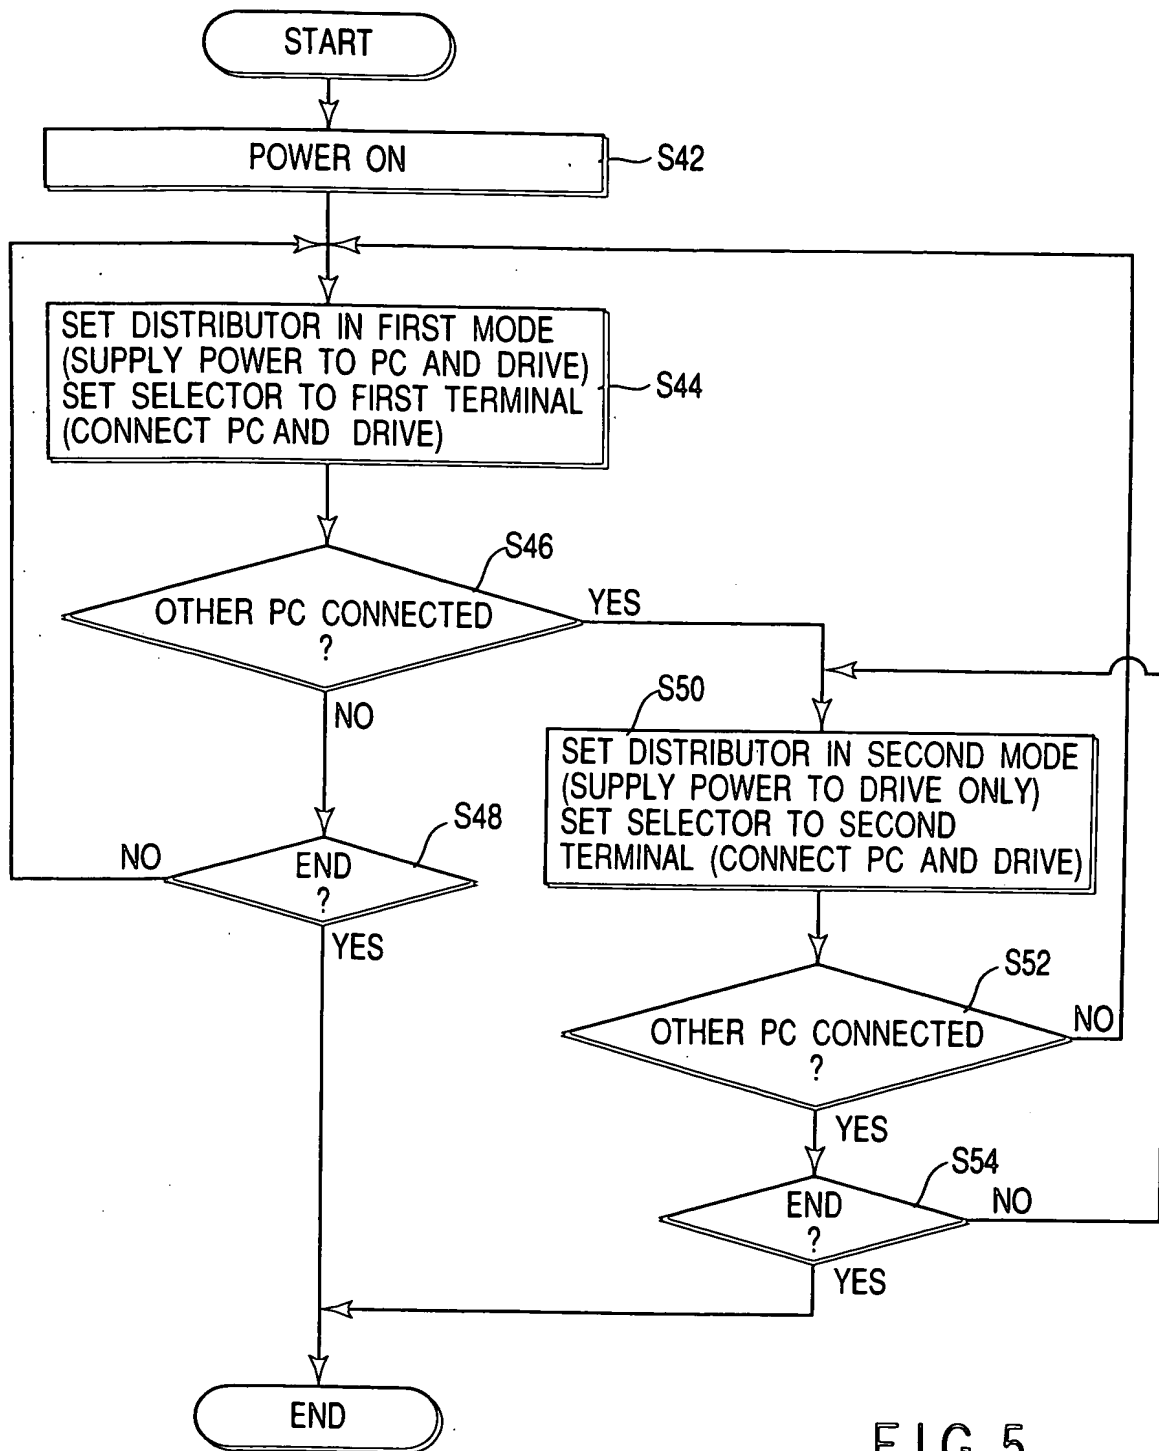 START
POWER ON
S42
SET DISTRIBUTOR IN FIRST MODE
(SUPPLY POWER TO PC AND DRIVE)
SET SELECTOR TO FIRST TERMINAL
(CONNECT PC AND DRIVE)
S44
S46
OTHER PC CONNECTED
?
YES
NO
S50
SET DISTRIBUTOR IN SECOND MODE
(SUPPLY POWER TO DRIVE ONLY)
SET SELECTOR TO SECOND
TERMINAL (CONNECT PC AND DRIVE)
S48
NO
END
?
YES
S52
OTHER PC CONNECTED
?
NO
YES
S54
END
?
NO
YES
END
FIG. 5